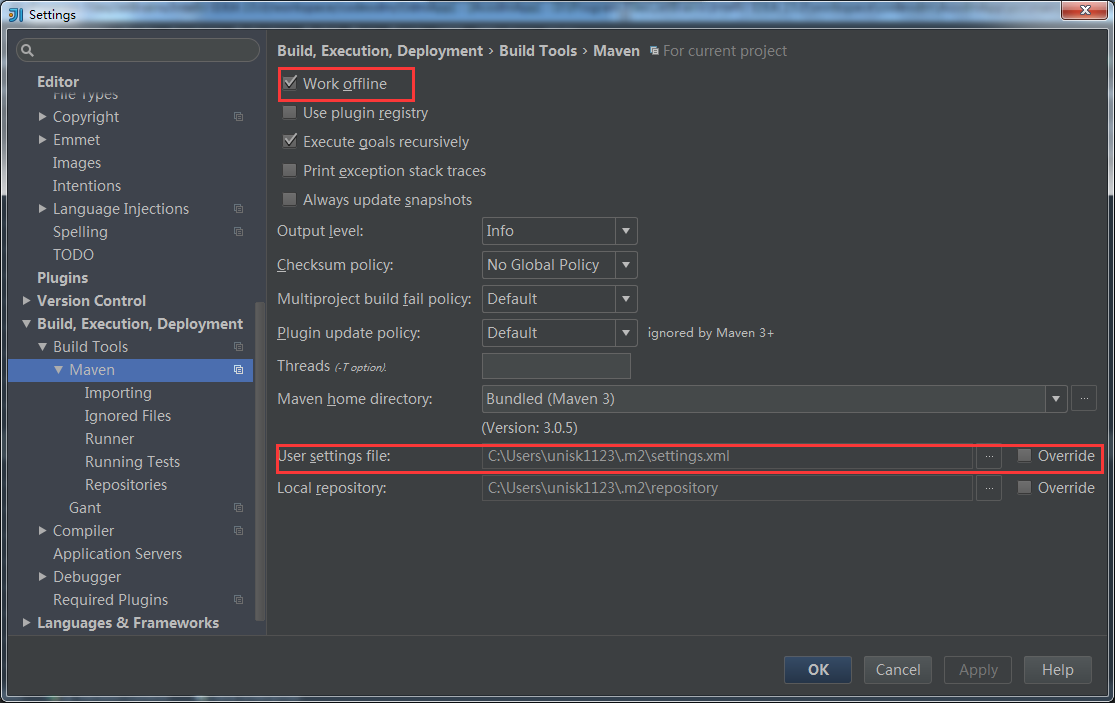 Settings
Editor
File Types
Copyright
Emmet
Images
Intentions
Language Injections
Spelling
TODO
Plugins
Version Control
Build, Execution, Deployment
Build Tools
Maven
Importing
Ignored Files
Runner
Running Tests
Repositories
Gant
Compiler
Application Servers
Debugger
Required Plugins
Languages & Frameworks
Build, Execution, Deployment › Build Tools › Maven For current project
Work offline
Use plugin registry
Execute goals recursively
Print exception stack traces
Always update snapshots
Output level: Info
Checksum policy: No Global Policy
Multiproject build fail policy: Default
Plugin update policy: Default ignored by Maven 3+
Threads (-T option).
Maven home directory: Bundled (Maven 3) ...
(Version: 3.0.5)
User settings file: C:\Users\unisk1123\.m2\settings.xml ... Override
Local repository: C:\Users\unisk1123\.m2\repository ... Override
OK Cancel Apply Help